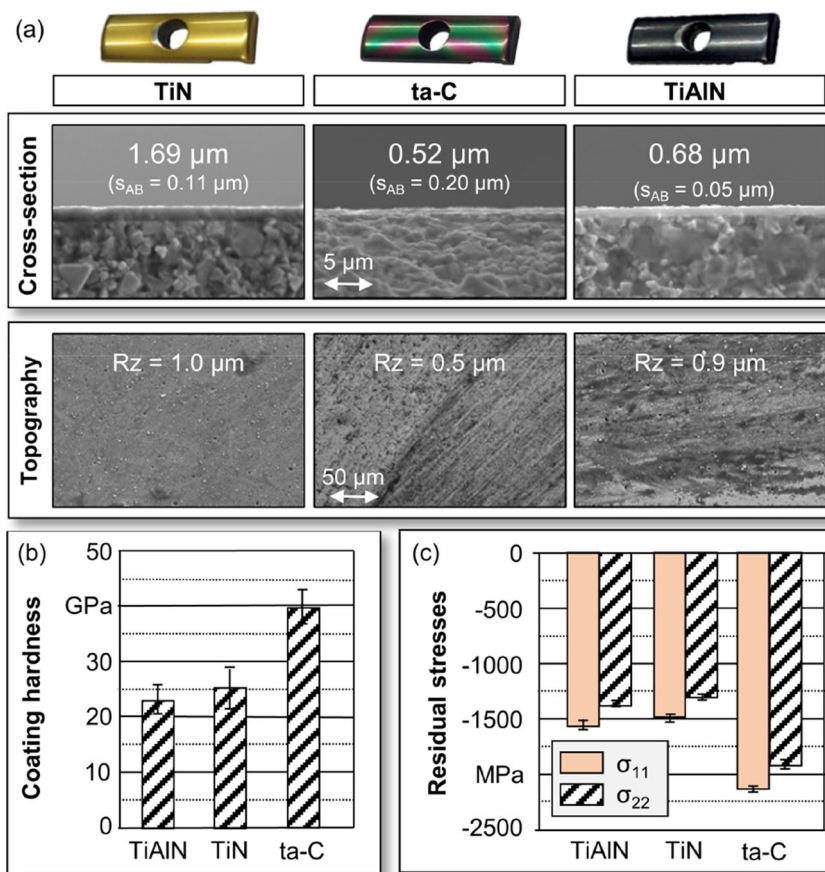 (a)
TiN
ta-C
TiAlN
Cross-section
1.69 µm
(sAB = 0.11 µm)
0.52 µm
(sAB = 0.20 µm)
0.68 µm
(sAB = 0.05 µm)
5 µm
Topography
Rz = 1.0 µm
Rz = 0.5 µm
Rz = 0.9 µm
50 µm
(b)
Coating hardness
50
GPa
30
20
10
0
TiAlN
TiN
ta-C
(c)
Residual stresses
0
-500
-1000
-1500
MPa
-2500
σ11
σ22
TiAlN
TiN
ta-C